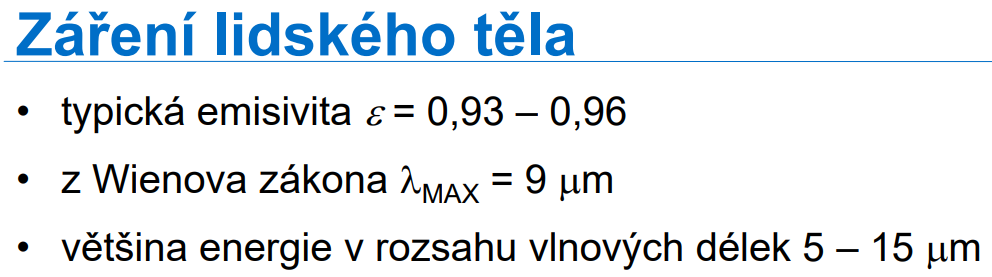 Záření lidského těla
• typická emisivita ε = 0,93 – 0,96
• z Wienova zákona λMAX = 9 μm
• většina energie v rozsahu vlnových délek 5 – 15 μm